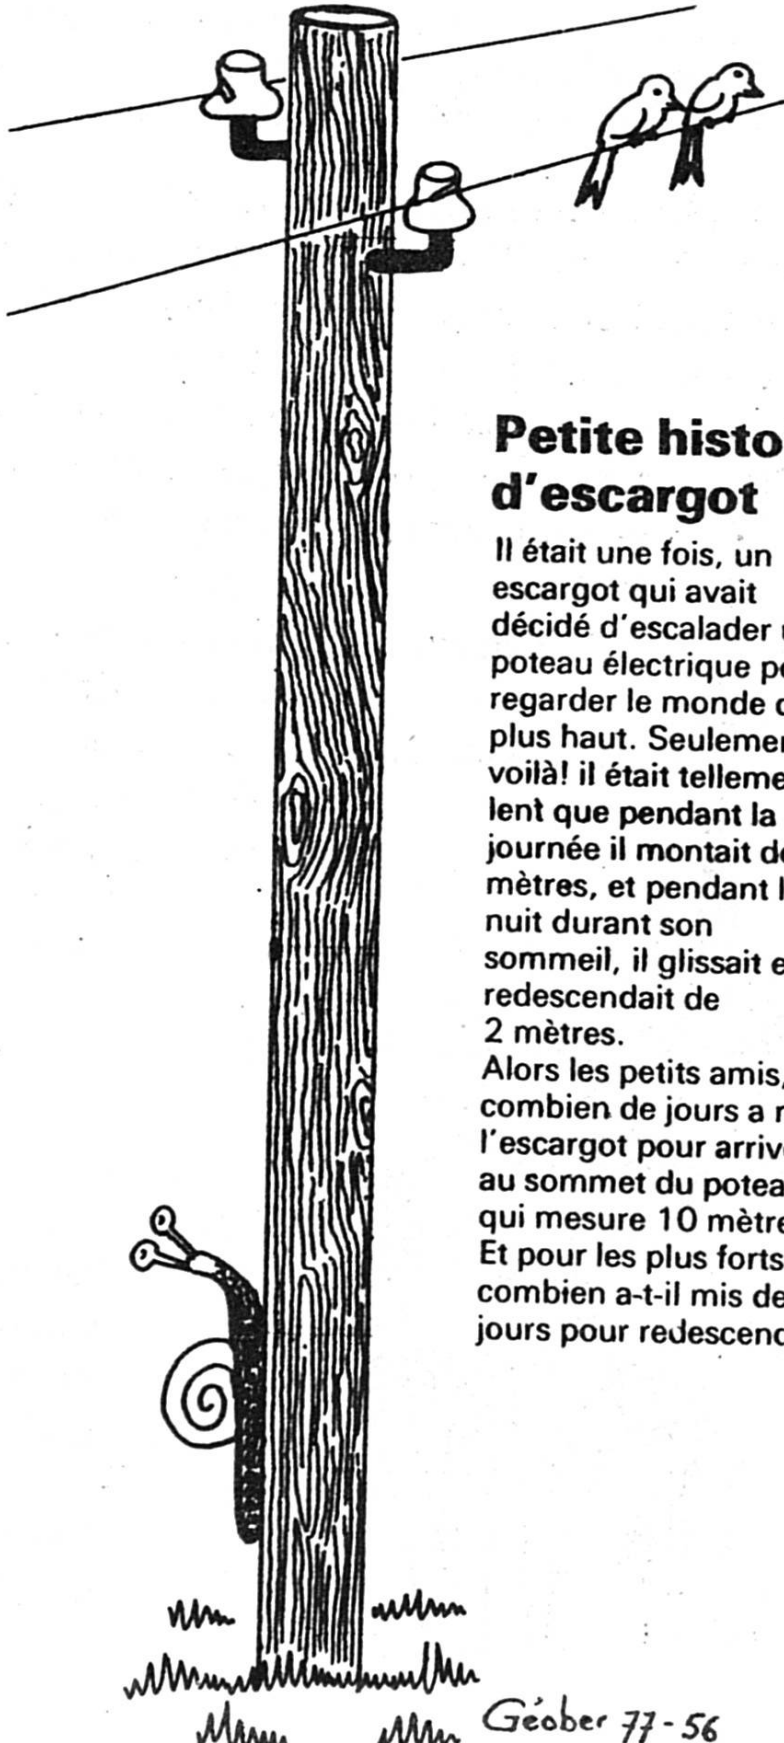 Petite histo
d'escargot
Il était une fois, un
escargot qui avait
décidé d'escalader
poteau électrique p
regarder le monde d
plus haut. Seulemen
voilà! il était telleme
lent que pendant la
journée il montait d
mètres, et pendant l
nuit durant son
sommeil, il glissait e
redescendait de
2 mètres.
Alors les petits amis,
combien de jours a m
l'escargot pour arriv
au sommet du potea
qui mesure 10 mètre
Et pour les plus forts
combien a-t-il mis de
jours pour redescend
Géober 77-56